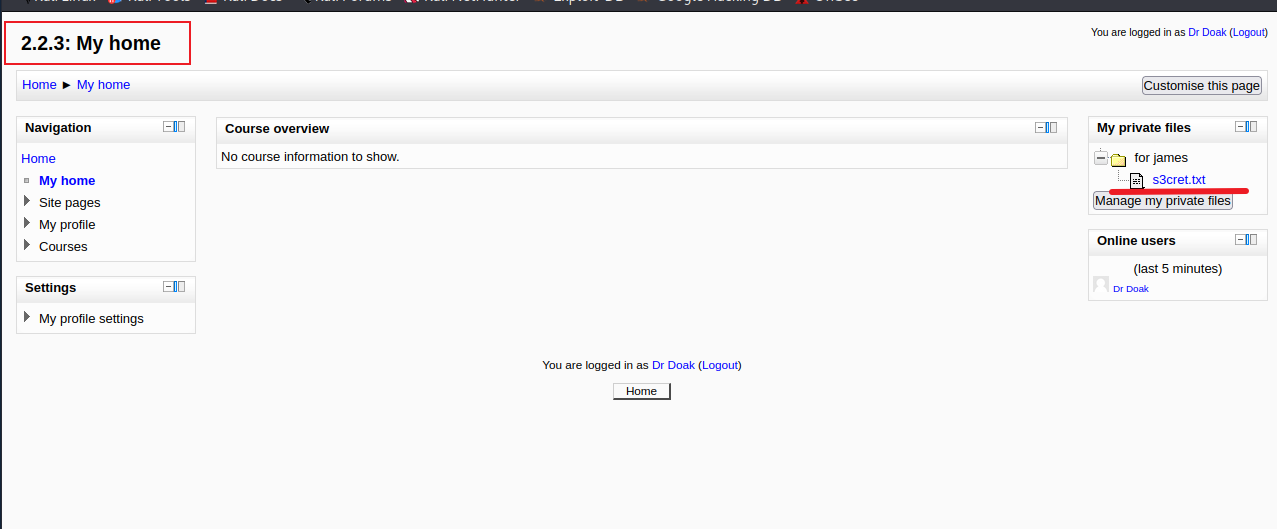 Kali Linux Kali Tools Kali Docs Kali Forums Kali NetHunter Exploit-DB Google Hacking DB OffSec
2.2.3: My home
You are logged in as Dr Doak (Logout)
Home ► My home
Customise this page
Navigation
Home
My home
Site pages
My profile
Courses
Settings
My profile settings
Course overview
No course information to show.
My private files
for james
s3cret.txt
Manage my private files
Online users
(last 5 minutes)
Dr Doak
You are logged in as Dr Doak (Logout)
Home